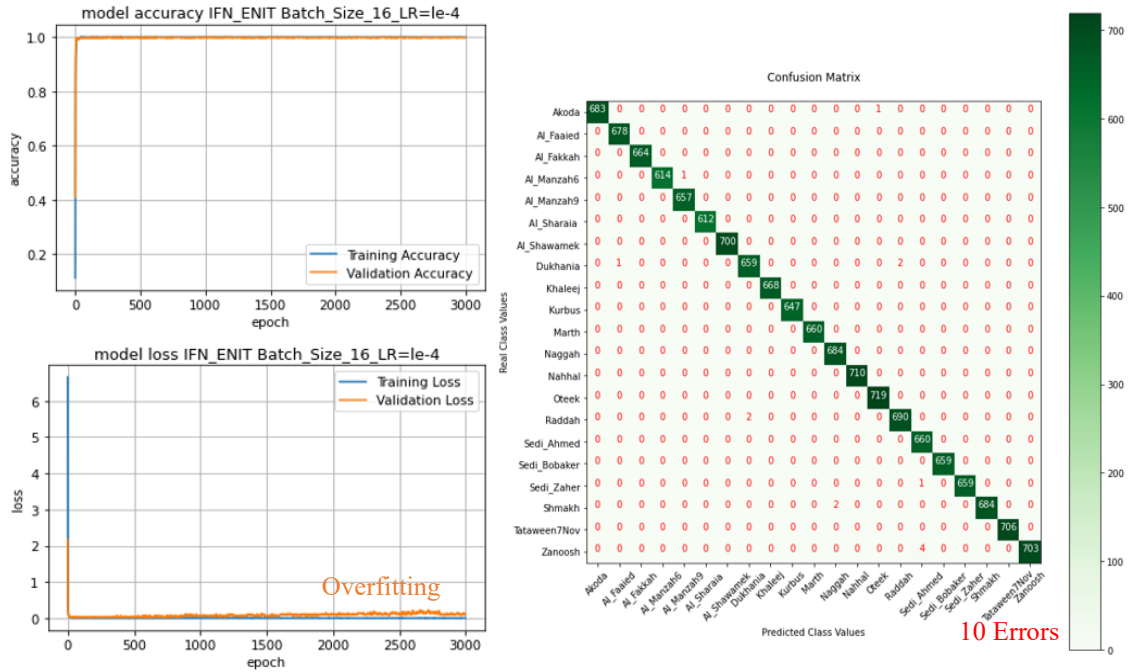 model accuracy IFN_ENIT Batch_Size_16_LR=le-4
accuracy
1.0
0.8
0.6
0.4
0.2
Training Accuracy
Validation Accuracy
0 500 1000 1500 2000 2500 3000
epoch
model loss IFN_ENIT Batch_Size_16_LR=le-4
loss
6
5
4
3
2
1
0
Training Loss
Validation Loss
Overfitting
0 500 1000 1500 2000 2500 3000
epoch
Confusion Matrix
Real Class Values
Akoda 683 0 0 0 0 0 0 0 0 0 0 0 0 1 0 0 0 0 0 0 0
Al_Faaied 0 678 0 0 0 0 0 0 0 0 0 0 0 0 0 0 0 0 0 0 0
Al_Fakkah 0 0 664 0 0 0 0 0 0 0 0 0 0 0 0 0 0 0 0 0 0
Al_Manzah6 0 0 0 614 1 0 0 0 0 0 0 0 0 0 0 0 0 0 0 0 0
Al_Manzah9 0 0 0 0 657 0 0 0 0 0 0 0 0 0 0 0 0 0 0 0 0
Al_Sharaia 0 0 0 0 0 612 0 0 0 0 0 0 0 0 0 0 0 0 0 0 0
Al_Shawamek 0 0 0 0 0 0 700 0 0 0 0 0 0 0 0 0 0 0 0 0 0
Dukhania 0 1 0 0 0 0 0 659 0 0 0 0 0 0 2 0 0 0 0 0 0
Khaleej 0 0 0 0 0 0 0 0 668 0 0 0 0 0 0 0 0 0 0 0 0
Kurbus 0 0 0 0 0 0 0 0 0 647 0 0 0 0 0 0 0 0 0 0 0
Marth 0 0 0 0 0 0 0 0 0 0 660 0 0 0 0 0 0 0 0 0 0
Naggah 0 0 0 0 0 0 0 0 0 0 0 684 0 0 0 0 0 0 0 0 0
Nahhal 0 0 0 0 0 0 0 0 0 0 0 0 710 0 0 0 0 0 0 0 0
Oteek 0 0 0 0 0 0 0 0 0 0 0 0 0 719 0 0 0 0 0 0 0
Raddah 0 0 0 0 0 0 0 2 0 0 0 0 0 0 690 0 0 0 0 0 0
Sedi_Ahmed 0 0 0 0 0 0 0 0 0 0 0 0 0 0 0 660 0 0 0 0 0
Sedi_Bobaker 0 0 0 0 0 0 0 0 0 0 0 0 0 0 0 0 659 0 0 0 0
Sedi_Zaher 0 0 0 0 0 0 0 0 0 0 0 0 0 0 0 1 0 659 0 0 0
Shmakh 0 0 0 0 0 0 0 0 0 0 0 2 0 0 0 0 0 0 684 0 0
Tataween7Nov 0 0 0 0 0 0 0 0 0 0 0 0 0 0 0 0 0 0 0 706 0
Zanoosh 0 0 0 0 0 0 0 0 0 0 0 0 0 0 0 4 0 0 0 0 703
Akoda Al_Faaied Al_Fakkah Al_Manzah6 Al_Manzah9 Al_Sharaia Al_Shawamek Dukhania Khaleej Kurbus Marth Naggah Nahhal Oteek Raddah Sedi_Ahmed Sedi_Bobaker Sedi_Zaher Shmakh Tataween7Nov Zanoosh
Predicted Class Values
10 Errors
700
600
500
400
300
200
100
0